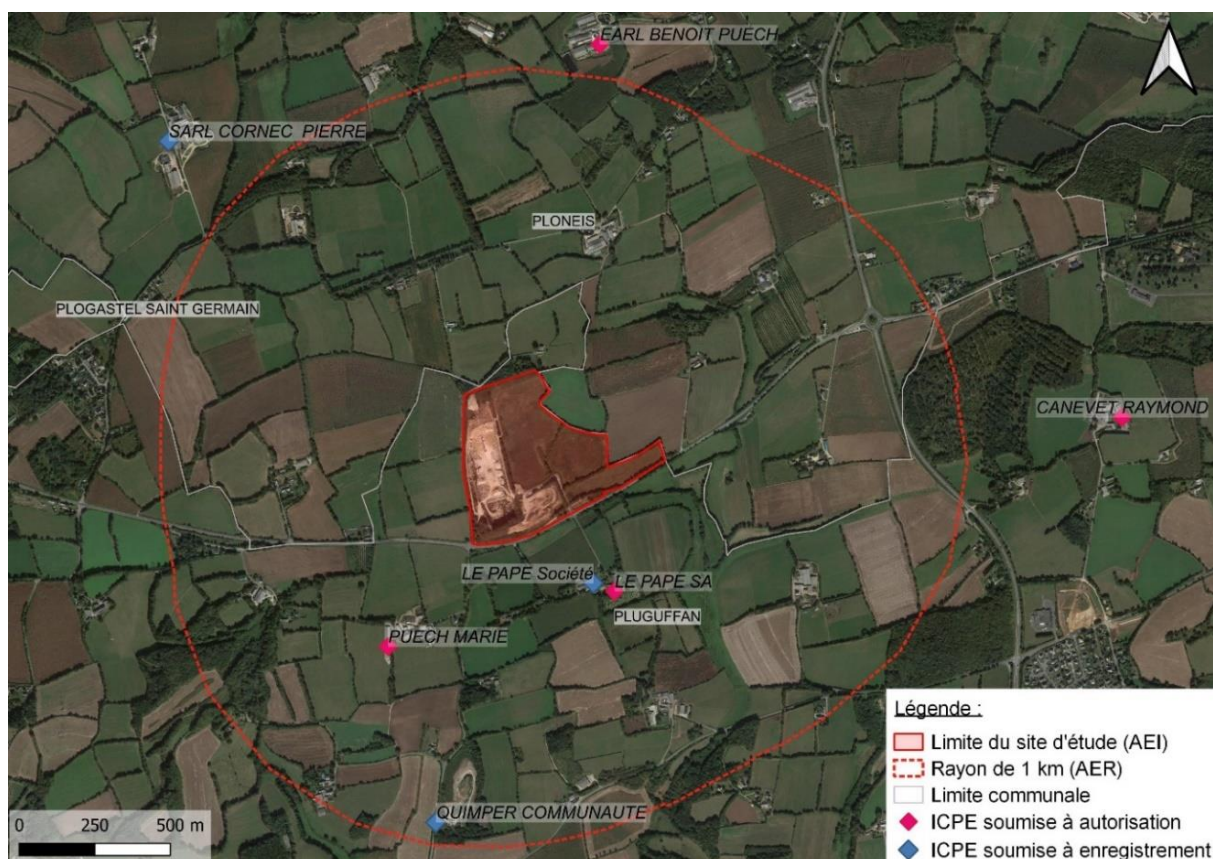 EARL BENOIT PUECH
SARL CORNEC PIERRE
PLONEIS
PLOGASTEL SAINT GERMAIN
CANEVET RAYMOND
LE PAPE Société
LE PAPE SA
PLUGUFFAN
PUECH MARIE
QUIMPER COMMUNAUTE
Légende :
Limite du site d'étude (AEI)
Rayon de 1 km (AER)
Limite communale
ICPE soumise à autorisation
ICPE soumise à enregistrement
0 250 500 m